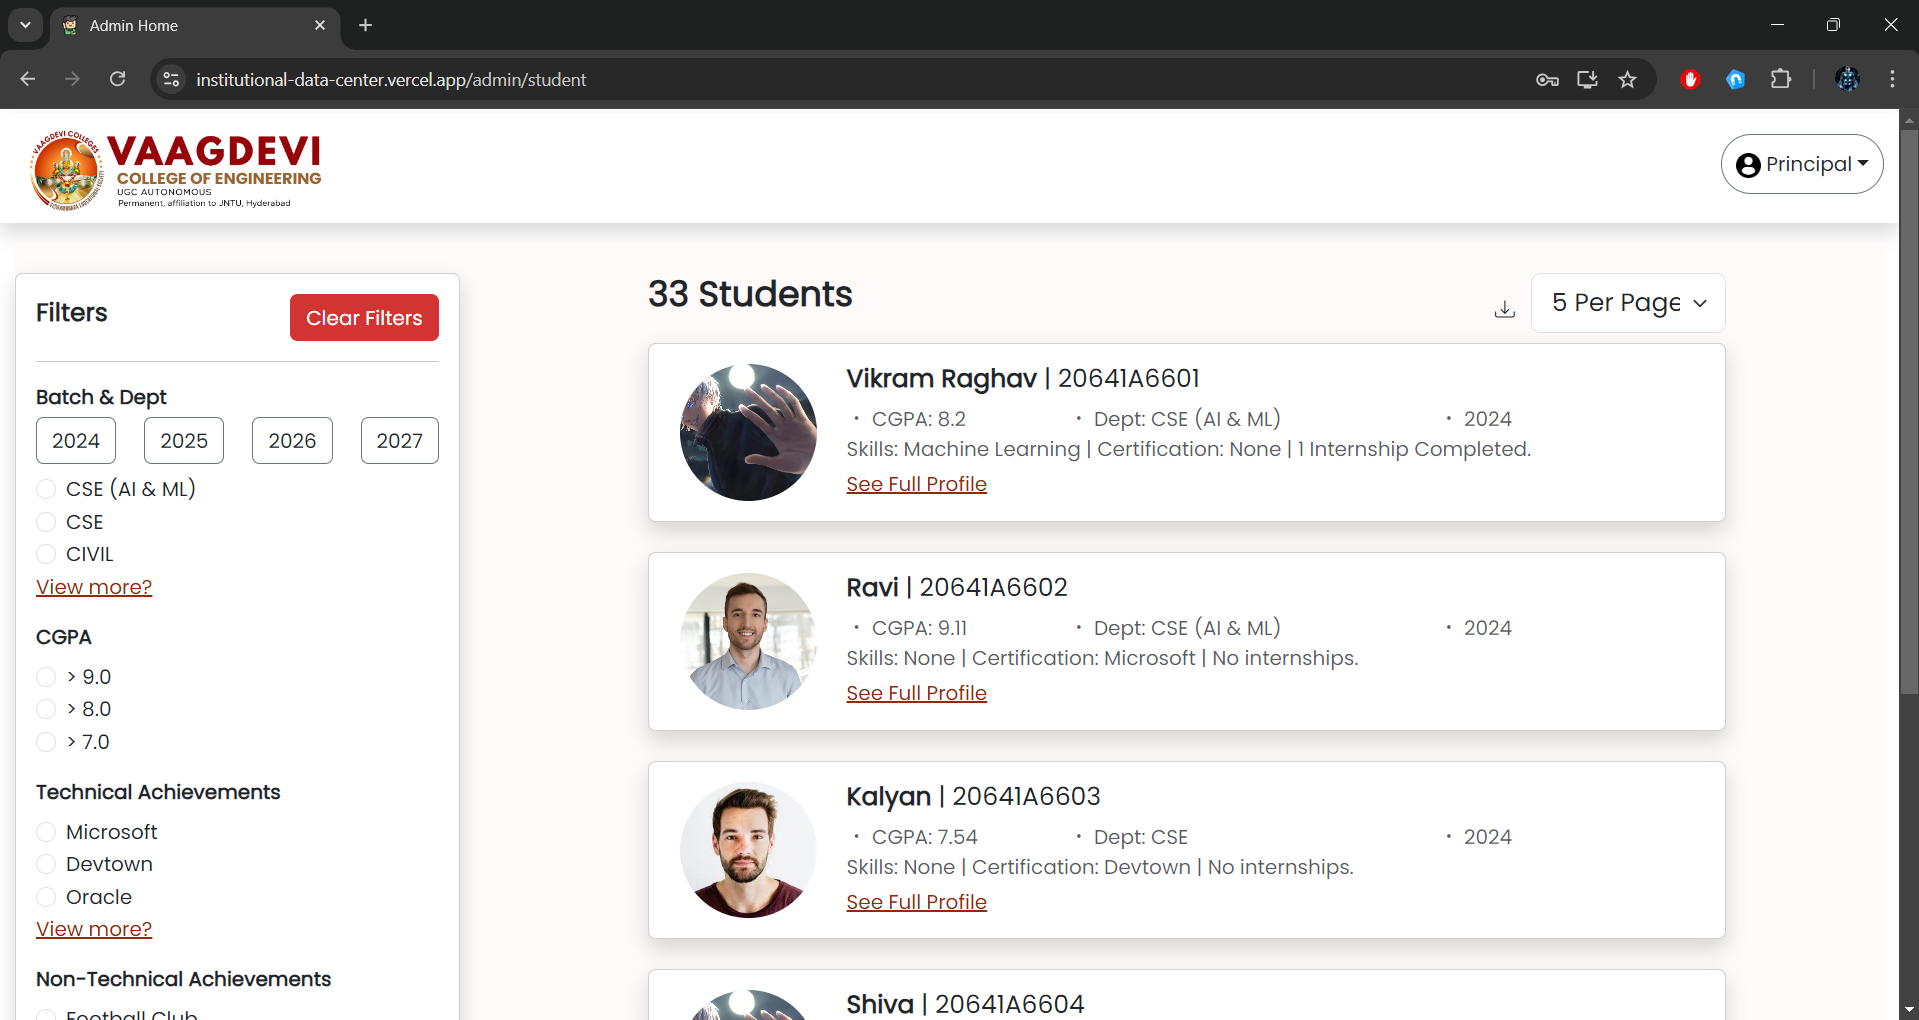 Admin Home
institutional-data-center.vercel.app/admin/student
VAAGDEVI COLLEGES
VISHWAMBHARA EDUCATIONAL SOCIETY
VAAGDEVI
COLLEGE OF ENGINEERING
UGC AUTONOMOUS
Permanent, affiliation to JNTU, Hyderabad
Principal
Filters
Clear Filters
Batch & Dept
2024 2025 2026 2027
CSE (AI & ML)
CSE
CIVIL
View more?
CGPA
> 9.0
> 8.0
> 7.0
Technical Achievements
Microsoft
Devtown
Oracle
View more?
Non-Technical Achievements
Football Club
33 Students
5 Per Page
Vikram Raghav | 20641A6601
• CGPA: 8.2 • Dept: CSE (AI & ML) • 2024
Skills: Machine Learning | Certification: None | 1 Internship Completed.
See Full Profile
Ravi | 20641A6602
• CGPA: 9.11 • Dept: CSE (AI & ML) • 2024
Skills: None | Certification: Microsoft | No internships.
See Full Profile
Kalyan | 20641A6603
• CGPA: 7.54 • Dept: CSE • 2024
Skills: None | Certification: Devtown | No internships.
See Full Profile
Shiva | 20641A6604